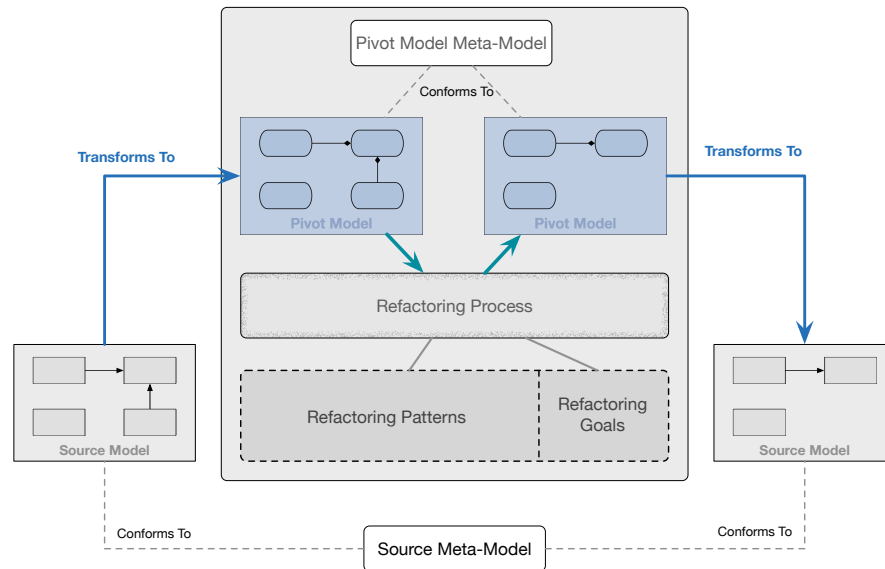 Pivot Model Meta-Model
Conforms To
Transforms To
Transforms To
Pivot Model
Pivot Model
Refactoring Process
Refactoring Patterns
Refactoring
Goals
Source Model
Source Model
Conforms To
Conforms To
Source Meta-Model